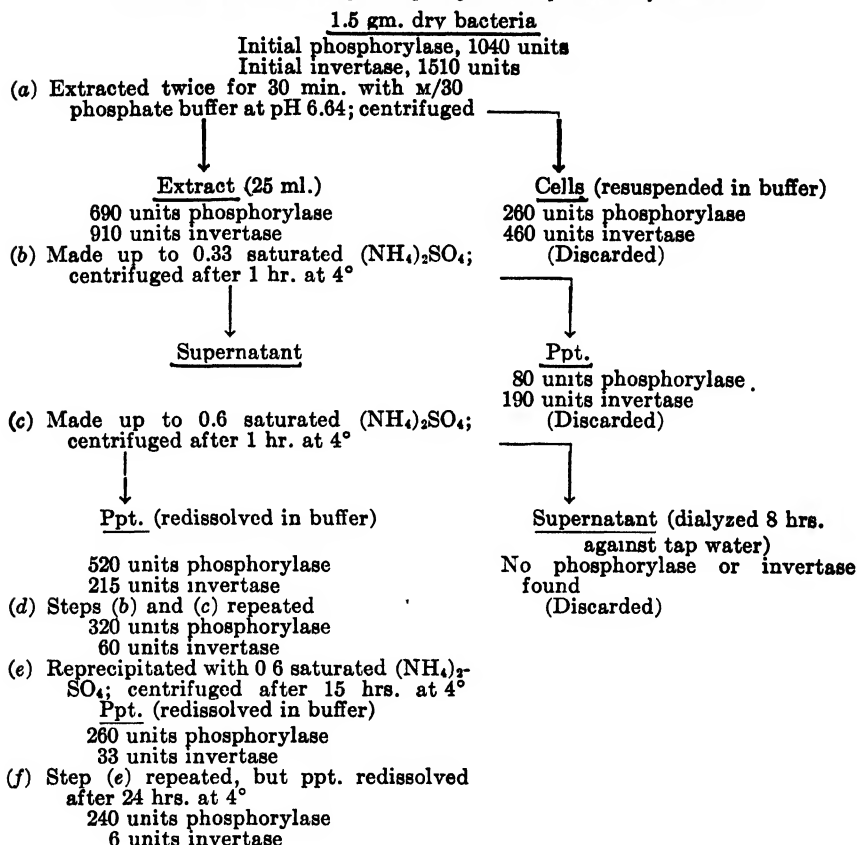 1.5 gm. dry bacteria
Initial phosphorylase, 1040 units
Initial invertase, 1510 units
(a) Extracted twice for 30 min. with M/30
phosphate buffer at pH 6.64; centrifuged
Extract (25 ml.)
690 units phosphorylase
910 units invertase
Cells (resuspended in buffer)
260 units phosphorylase
460 units invertase
(Discarded)
(b) Made up to 0.33 saturated (NH₄)₂SO₄;
centrifuged after 1 hr. at 4°
Supernatant
Ppt.
80 units phosphorylase.
190 units invertase
(Discarded)
(c) Made up to 0.6 saturated (NH₄)₂SO₄;
centrifuged after 1 hr. at 4°
Ppt. (redissolved in buffer)
520 units phosphorylase
215 units invertase
Supernatant (dialyzed 8 hrs.
against tap water)
No phosphorylase or invertase
found
(Discarded)
(d) Steps (b) and (c) repeated
320 units phosphorylase
60 units invertase
(e) Reprecipitated with 0 6 saturated (NH₄)₂-
SO₄; centrifuged after 15 hrs. at 4°
Ppt. (redissolved in buffer)
260 units phosphorylase
33 units invertase
(f) Step (e) repeated, but ppt. redissolved
after 24 hrs. at 4°
240 units phosphorylase
6 units invertase